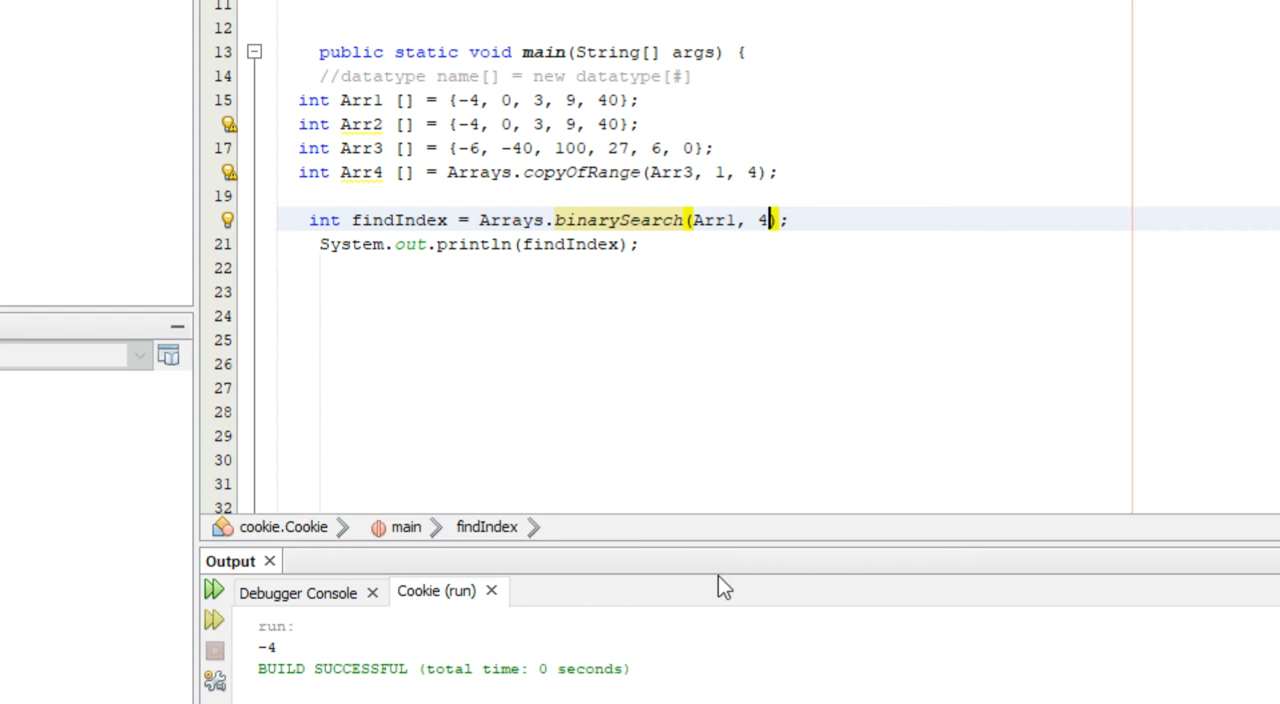 11
12
13 public static void main(String[] args) {
14 //datatype name[] = new datatype[#]
15 int Arr1 [] = {-4, 0, 3, 9, 40};
int Arr2 [] = {-4, 0, 3, 9, 40};
17 int Arr3 [] = {-6, -40, 100, 27, 6, 0};
int Arr4 [] = Arrays.copyOfRange(Arr3, 1, 4);
19
int findIndex = Arrays.binarySearch(Arr1, 4);
21 System.out.println(findIndex);
22
23
24
25
26
27
28
29
30
31
32
cookie.Cookie main findIndex
Output
Debugger Console Cookie (run)
run:
-4
BUILD SUCCESSFUL (total time: 0 seconds)